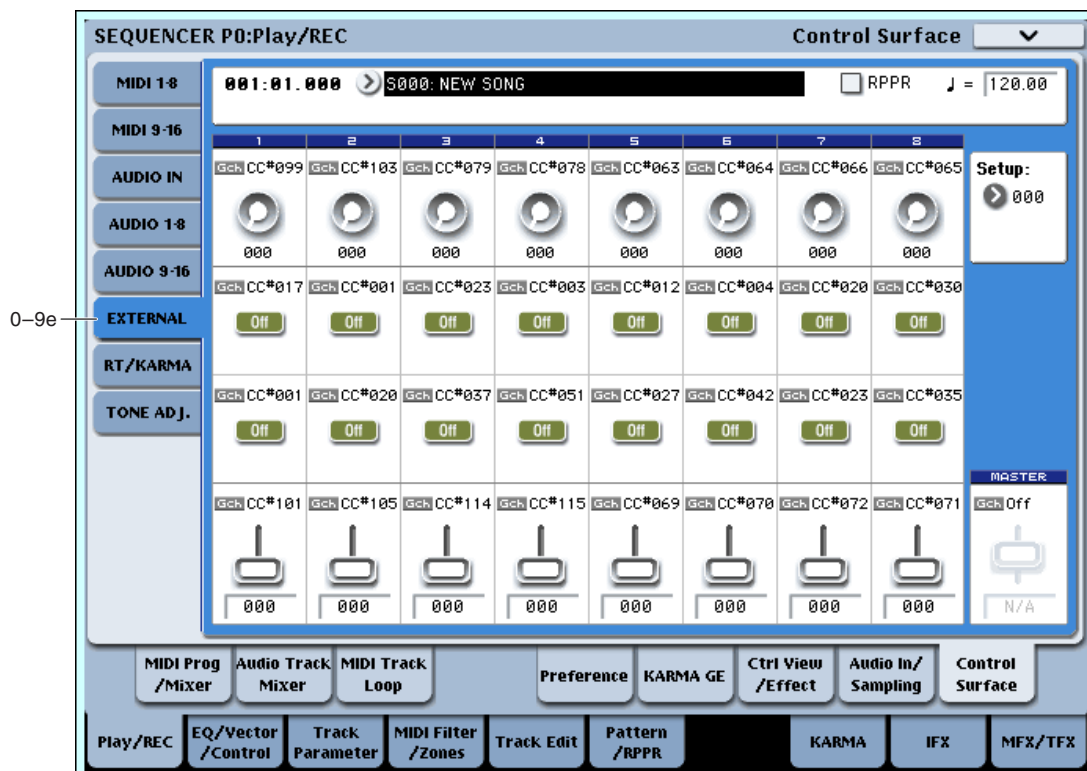 SEQUENCER P0:Play/REC Control Surface
MIDI 1-8
001:01.000 S000: NEW SONG RPPR ♩ = 120.00
MIDI 9-16
1 2 3 4 5 6 7 8
Gch CC#099 Gch CC#103 Gch CC#079 Gch CC#078 Gch CC#063 Gch CC#064 Gch CC#066 Gch CC#065
AUDIO IN
Setup:
000
AUDIO 1-8
000 000 000 000 000 000 000 000
AUDIO 9-16
Gch CC#017 Gch CC#001 Gch CC#023 Gch CC#003 Gch CC#012 Gch CC#004 Gch CC#020 Gch CC#030
0–9e
EXTERNAL
Off Off Off Off Off Off Off Off
RT/KARMA
Gch CC#001 Gch CC#020 Gch CC#037 Gch CC#051 Gch CC#027 Gch CC#042 Gch CC#023 Gch CC#035
TONE ADJ.
Off Off Off Off Off Off Off Off
MASTER
Gch CC#101 Gch CC#105 Gch CC#114 Gch CC#115 Gch CC#069 Gch CC#070 Gch CC#072 Gch CC#071 Gch Off
000 000 000 000 000 000 000 000 N/A
MIDI Prog
/Mixer
Audio Track
Mixer
MIDI Track
Loop
Preference
KARMA GE
Ctrl View
/Effect
Audio In/
Sampling
Control
Surface
Play/REC
EQ/Vector
/Control
Track
Parameter
MIDI Filter
/Zones
Track Edit
Pattern
/RPPR
KARMA
IFX
MFX/TFX